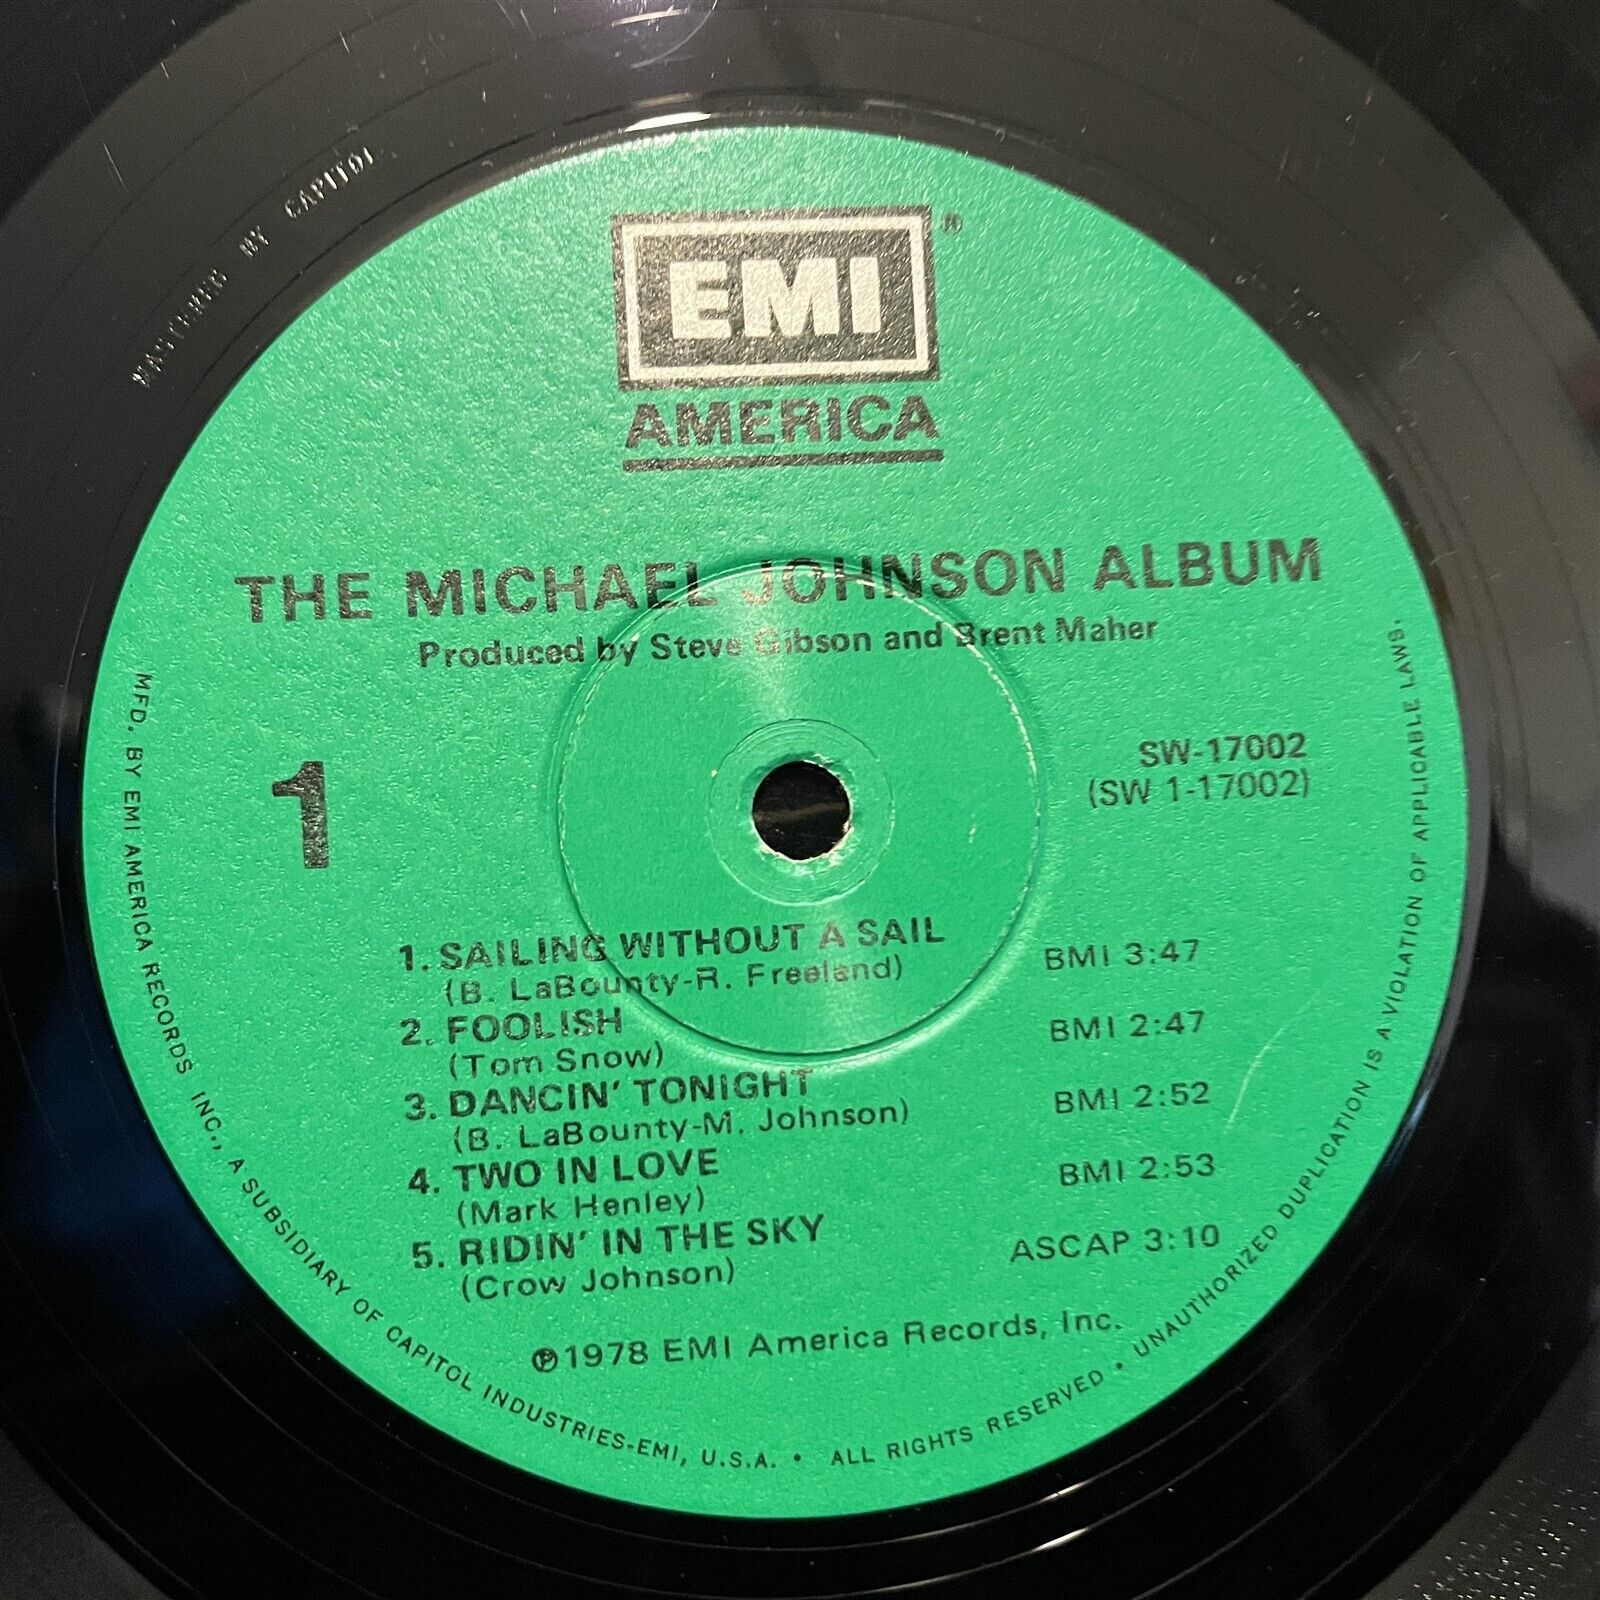 MASTERED BY CAPITOL
EMI®
AMERICA
THE MICHAEL JOHNSON ALBUM
Produced by Steve Gibson and Brent Maher
1
SW-17002
(SW 1-17002)
1. SAILING WITHOUT A SAIL BMI 3:47
(B. LaBounty-R. Freeland)
2. FOOLISH BMI 2:47
(Tom Snow)
3. DANCIN' TONIGHT BMI 2:52
(B. LaBounty-M. Johnson)
4. TWO IN LOVE BMI 2:53
(Mark Henley)
5. RIDIN' IN THE SKY ASCAP 3:10
(Crow Johnson)
℗1978 EMI America Records, Inc.
MFD. BY EMI AMERICA RECORDS INC., A SUBSIDIARY OF CAPITOL INDUSTRIES-EMI, U.S.A. • ALL RIGHTS RESERVED • UNAUTHORIZED DUPLICATION IS A VIOLATION OF APPLICABLE LAWS.